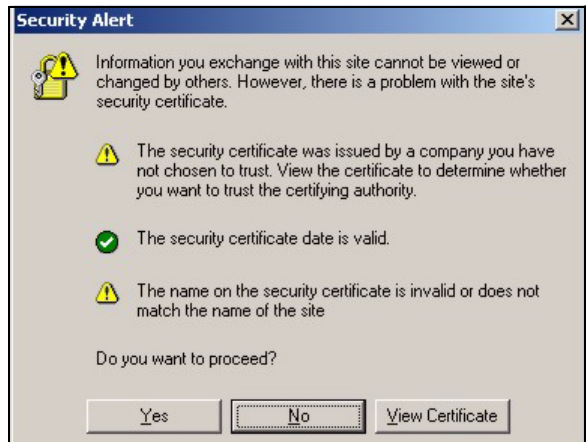 Security Alert
Information you exchange with this site cannot be viewed or
changed by others. However, there is a problem with the site's
security certificate.
The security certificate was issued by a company you have
not chosen to trust. View the certificate to determine whether
you want to trust the certifying authority.
The security certificate date is valid.
The name on the security certificate is invalid or does not
match the name of the site
Do you want to proceed?
Yes No View Certificate